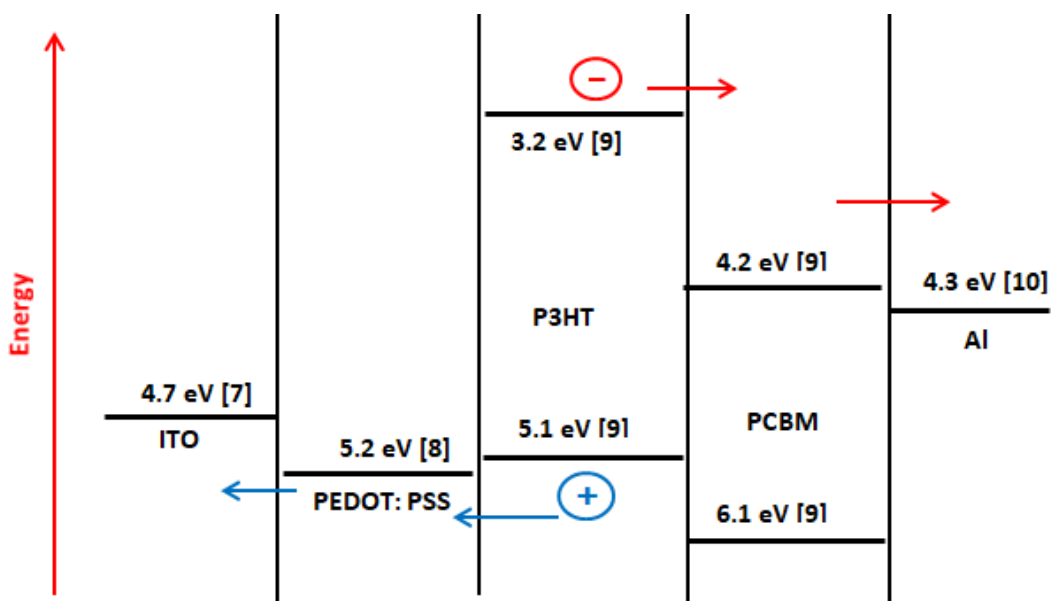 −
3.2 eV [9]
4.2 eV [9]
4.3 eV [10]
Energy
P3HT
Al
4.7 eV [7]
ITO
5.1 eV [9]
PCBM
5.2 eV [8]
PEDOT: PSS
+
6.1 eV [9]